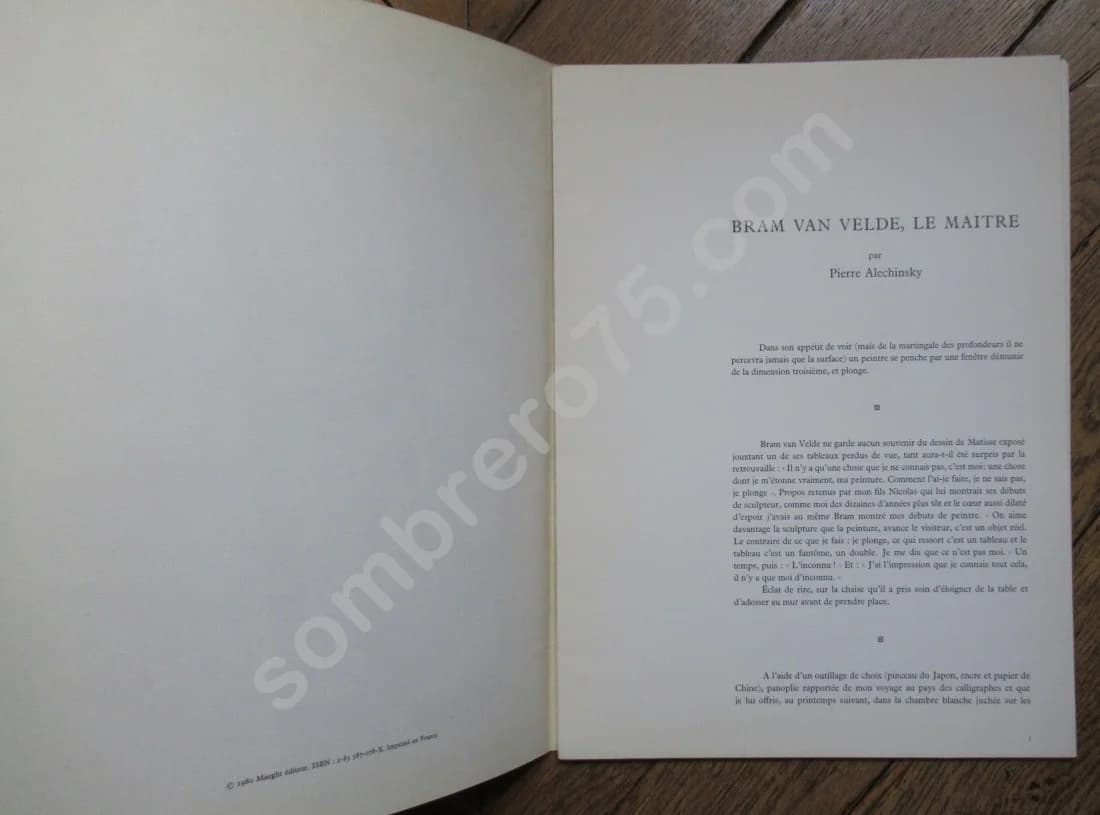 © 1980 Maeght éditeur, ISBN : 2-85 587-078-X. Imprimé en France
BRAM VAN VELDE, LE MAITRE
par
Pierre Alechinsky
Dans son appétit de voir (mais de la martingale des profondeurs il ne
percevra jamais que la surface) un peintre se penche par une fenêtre démunie
de la dimension troisième, et plonge.
Bram van Velde ne garde aucun souvenir du dessin de Matisse exposé
jouxtant un de ses tableaux perdus de vue, tant aura-t-il été surpris par la
retrouvaille : « Il n'y a qu'une chose que je ne connais pas, c'est moi; une chose
dont je m'étonne vraiment, ma peinture. Comment l'ai-je faite, je ne sais pas,
je plonge ». Propos retenus par mon fils Nicolas qui lui montrait ses débuts
de sculpteur, comme moi des dizaines d'années plus tôt et le cœur aussi dilaté
d'espoir j'avais au même Bram montré mes débuts de peintre. « On aime
davantage la sculpture que la peinture, avance le visiteur, c'est un objet réel.
Le contraire de ce que je fais : je plonge, ce qui ressort c'est un tableau et le
tableau c'est un fantôme, un double. Je me dis que ce n'est pas moi. » Un
temps, puis : « L'inconnu ! » Et : « J'ai l'impression que je connais tout cela,
il n'y a que moi d'inconnu. »
Éclat de rire, sur la chaise qu'il a pris soin d'éloigner de la table et
d'adosser au mur avant de prendre place.
A l'aide d'un outillage de choix (pinceau du Japon, encre et papier de
Chine), panoplie rapportée de mon voyage au pays des calligraphes et que
je lui offris, au printemps suivant, dans la chambre blanche juchée sur les
1
sombrero75.com